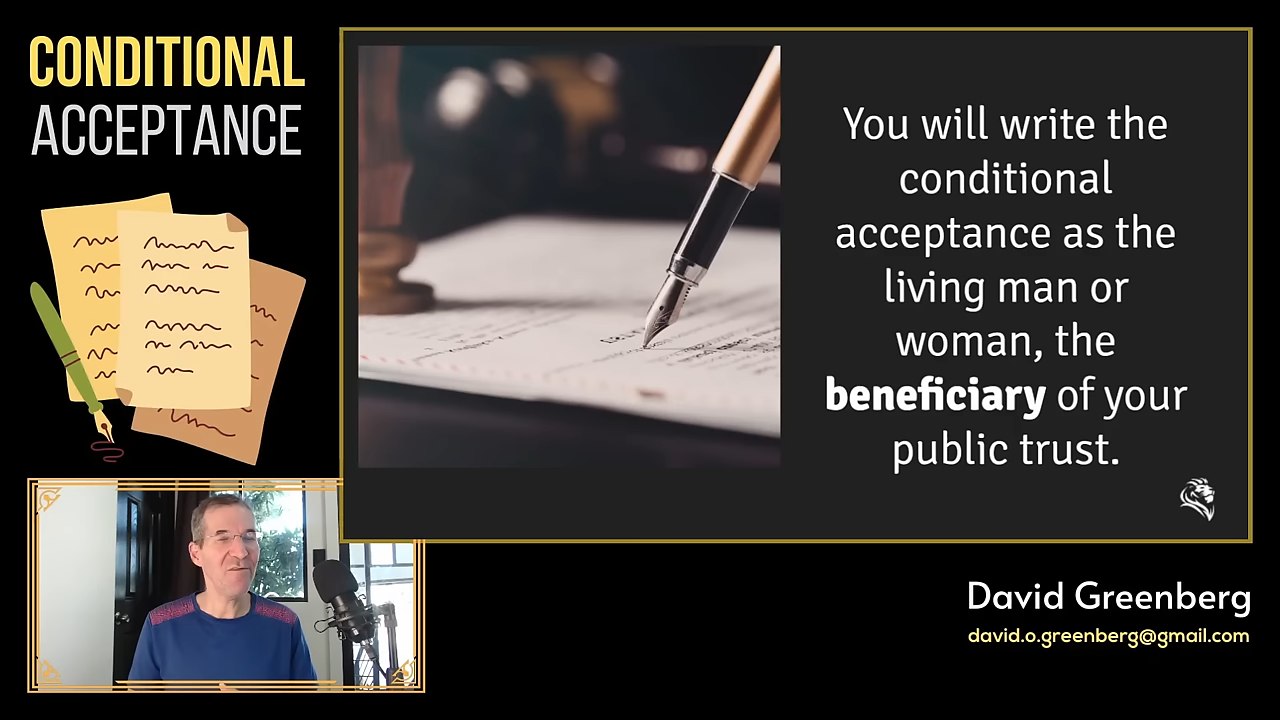 CONDITIONAL
ACCEPTANCE
You will write the
conditional
acceptance as the
living man or
woman, the
beneficiary of your
public trust.
David Greenberg
david.o.greenberg@gmail.com